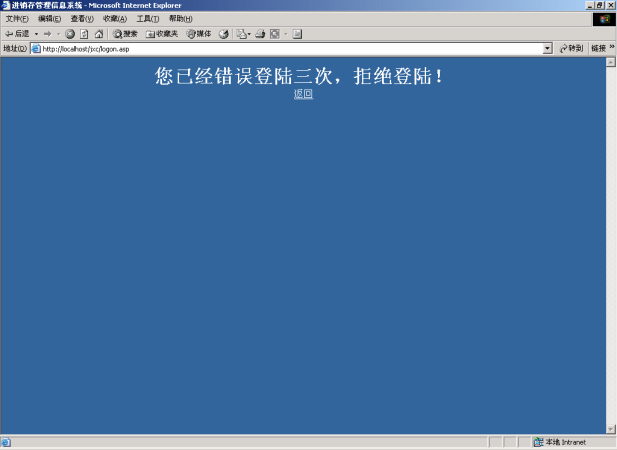 进销存管理信息系统 - Microsoft Internet Explorer
文件(F) 编辑(E) 查看(V) 收藏(A) 工具(T) 帮助(H)
后退 搜索 收藏夹 媒体
地址(D) http://localhost/jxc/logon.asp 转到 链接 »
您已经错误登陆三次，拒绝登陆！
返回
本地 Intranet